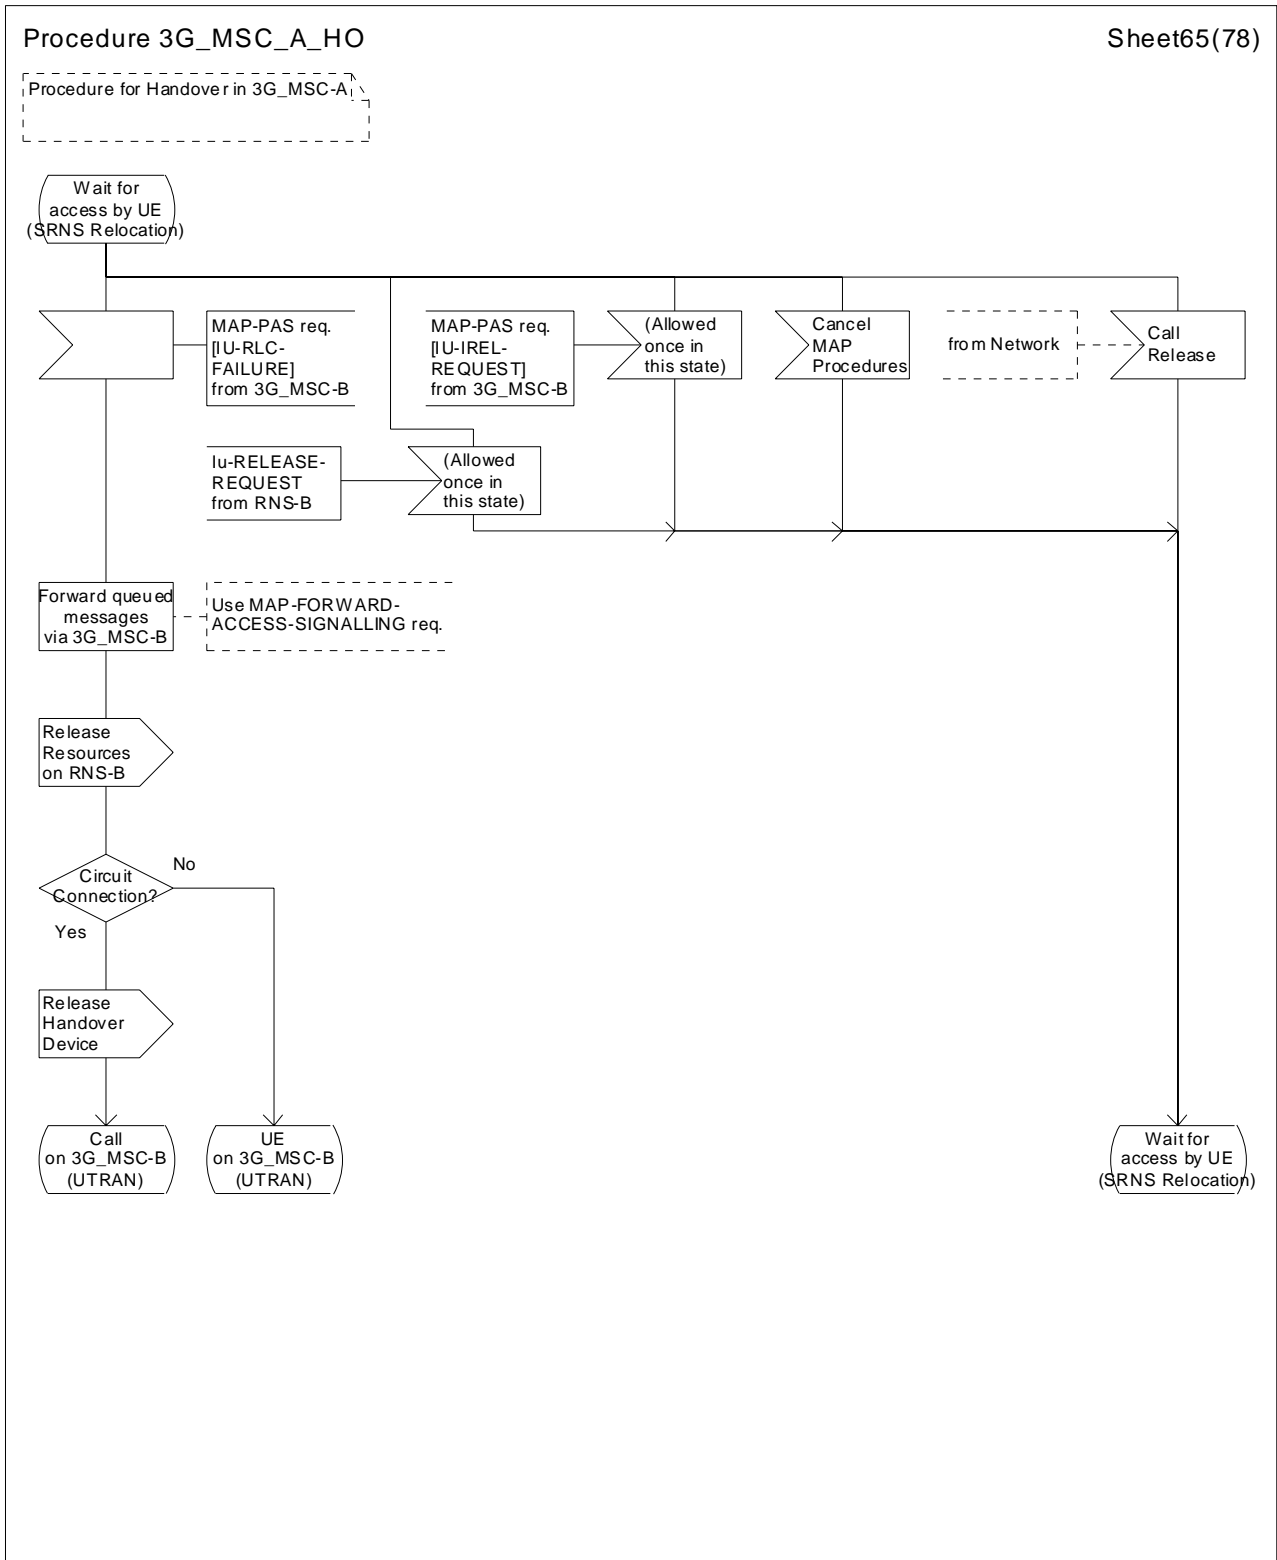 Procedure 3G_MSC_A_HO
Sheet65(78)
Procedure for Handover in 3G_MSC-A
Wait for
access by UE
(SRNS Relocation)
MAP-PAS req.
[IU-RLC-
FAILURE]
from 3G_MSC-B
MAP-PAS req.
[IU-IREL-
REQUEST]
from 3G_MSC-B
(Allowed
once in
this state)
Cancel
MAP
Procedures
from Network
Call
Release
Iu-RELEASE-
REQUEST
from RNS-B
(Allowed
once in
this state)
Forward queued
messages
via 3G_MSC-B
Use MAP-FORWARD-
ACCESS-SIGNALLING req.
Release
Resources
on RNS-B
Circuit
Connection?
No
Yes
Release
Handover
Device
Call
on 3G_MSC-B
(UTRAN)
UE
on 3G_MSC-B
(UTRAN)
Wait for
access by UE
(SRNS Relocation)